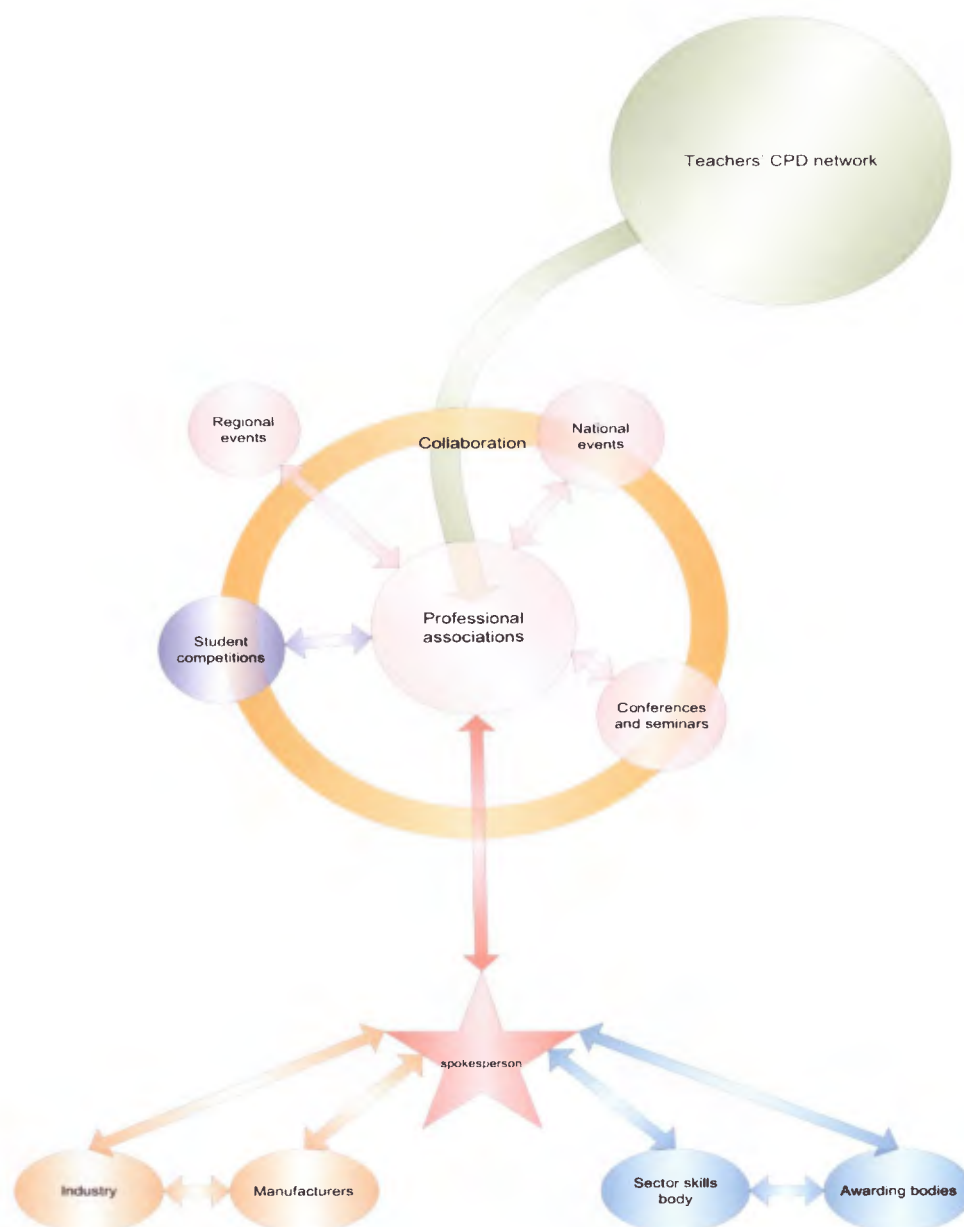 Teachers' CPD network
Regional
events
Collaboration
National
events
Professional
associations
Student
competitions
Conferences
and seminars
spokesperson
Industry
Manufacturers
Sector skills
body
Awarding bodies